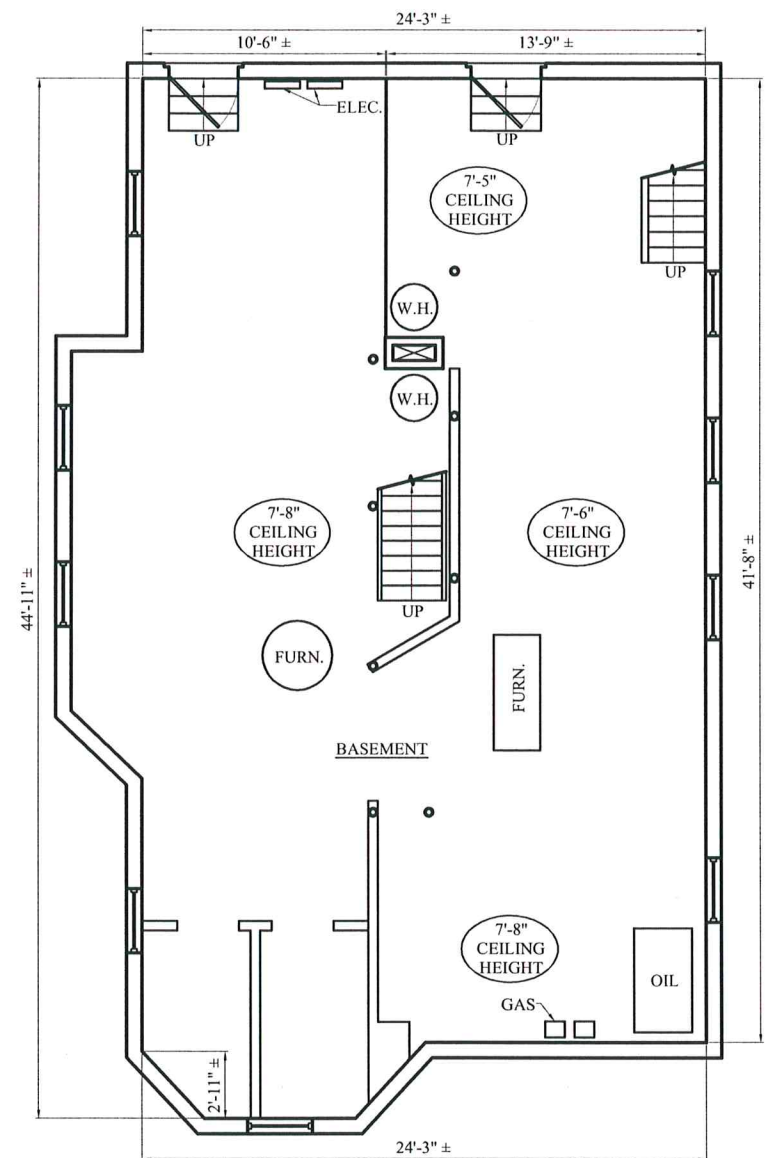 24'-3" ±
10'-6" ±
13'-9" ±
ELEC.
UP
UP
7'-5"
CEILING
HEIGHT
UP
W.H.
W.H.
7'-8"
CEILING
HEIGHT
7'-6"
CEILING
HEIGHT
44'-11" ±
41'-8" ±
UP
FURN.
FURN.
BASEMENT
7'-8"
CEILING
HEIGHT
OIL
GAS
2'-11" ±
24'-3" ±